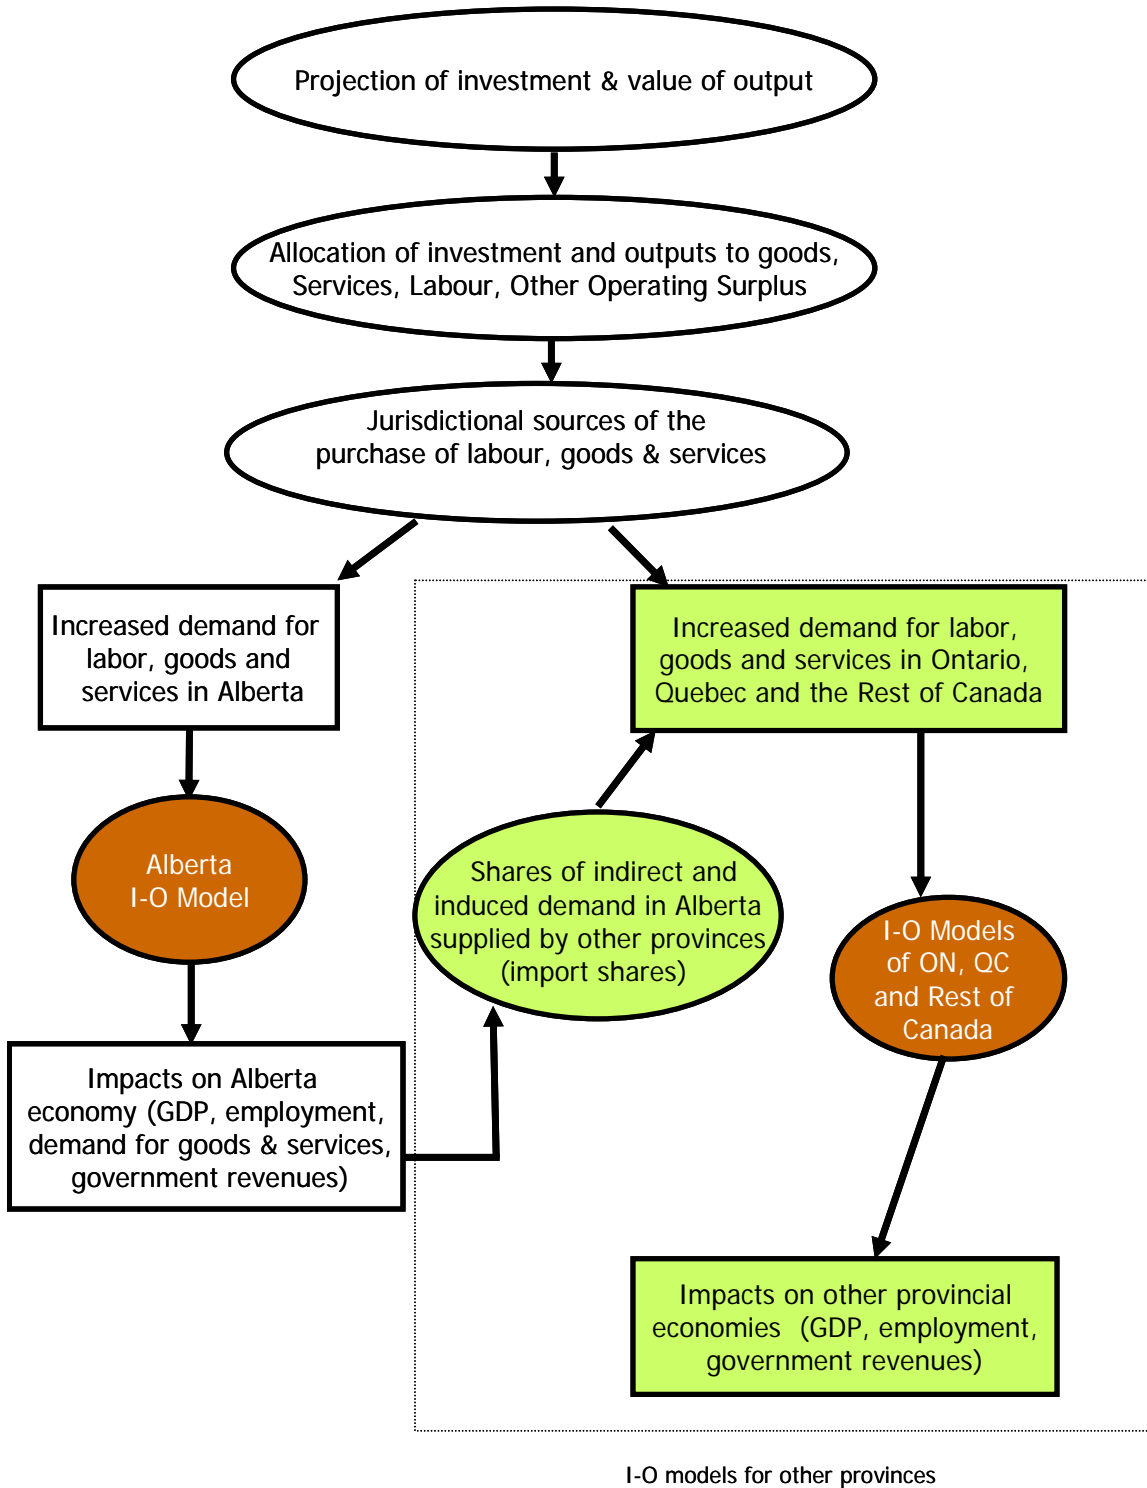 Projection of investment & value of output
Allocation of investment and outputs to goods,
Services, Labour, Other Operating Surplus
Jurisdictional sources of the
purchase of labour, goods & services
Increased demand for
labor, goods and
services in Alberta
Increased demand for labor,
goods and services in Ontario,
Quebec and the Rest of Canada
Alberta
I-O Model
Shares of indirect and
induced demand in Alberta
supplied by other provinces
(import shares)
I-O Models
of ON, QC
and Rest of
Canada
Impacts on Alberta
economy (GDP, employment,
demand for goods & services,
government revenues)
Impacts on other provincial
economies (GDP, employment,
government revenues)
I-O models for other provinces